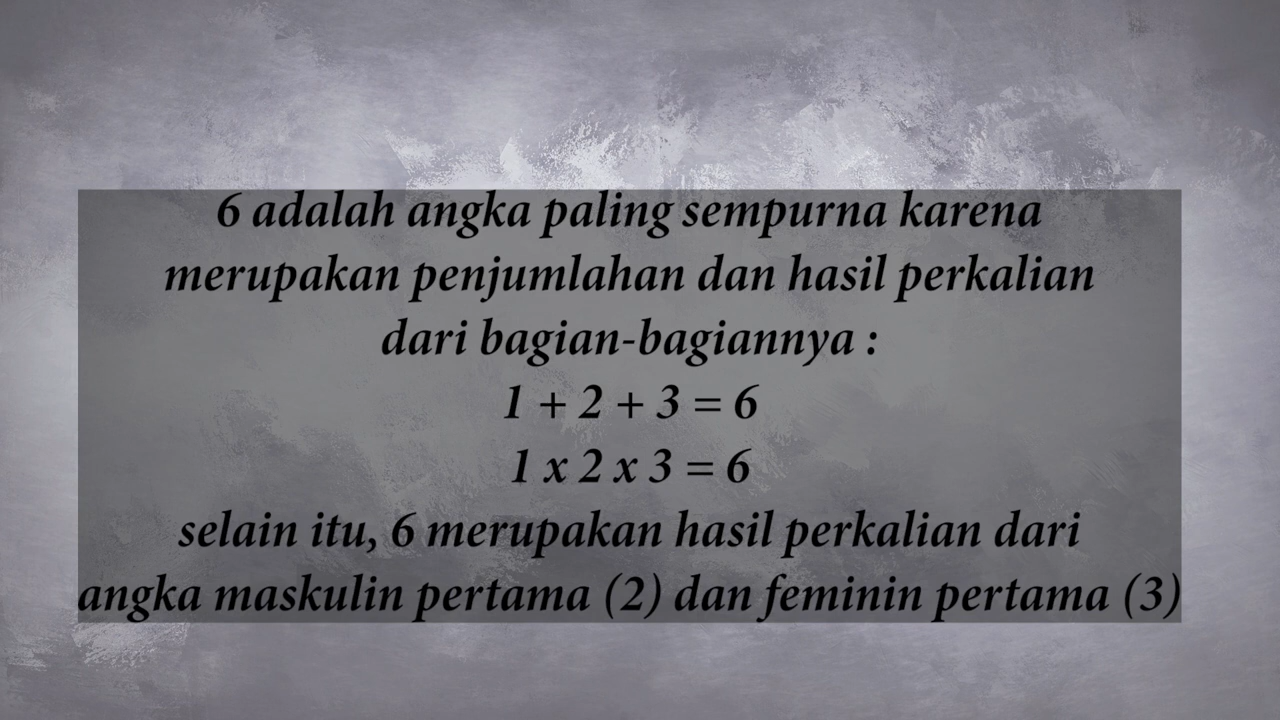 6 adalah angka paling sempurna karena
merupakan penjumlahan dan hasil perkalian
dari bagian-bagiannya :
1 + 2 + 3 = 6
1 x 2 x 3 = 6
selain itu, 6 merupakan hasil perkalian dari
angka maskulin pertama (2) dan feminin pertama (3)